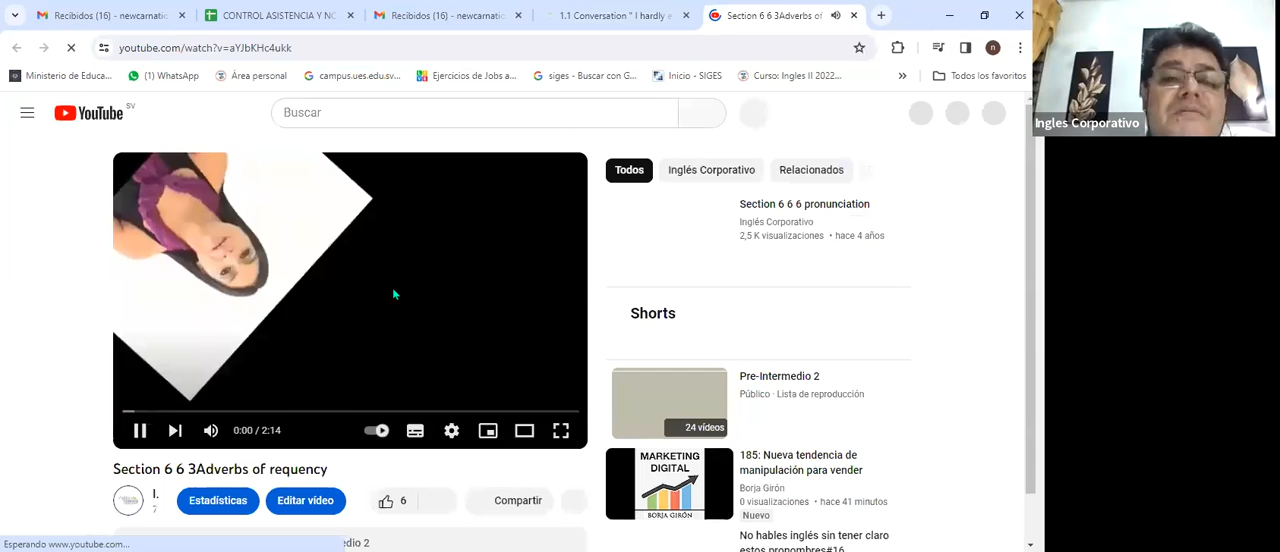 Recibidos (16) - newcarnatic
CONTROL ASISTENCIA Y NO
Recibidos (16) - newcarnatic
1.1 Conversation " I hardly e
Section 6 6 3Adverbs of r
youtube.com/watch?v=aYJbKHc4ukk
Ministerio de Educa...
(1) WhatsApp
Área personal
campus.ues.edu.sv...
Ejercicio de Jobs a...
siges - Buscar con G...
Inicio - SIGES
Curso: Ingles II 2022...
Todos los favoritos
YouTube SV
Buscar
Ingles Corporativo
Todos
Inglés Corporativo
Relacionados
Section 6 6 6 pronunciation
Inglés Corporativo
2,5 K visualizaciones • hace 4 años
Shorts
Pre-Intermedio 2
Público · Lista de reproducción
24 vídeos
0:00 / 2:14
Section 6 6 3Adverbs of requency
I.
Estadísticas
Editar vídeo
6
Compartir
MARKETING
DIGITAL
BORJA GIRÓN
185: Nueva tendencia de
manipulación para vender
Borja Girón
0 visualizaciones • hace 41 minutos
Nuevo
No hables inglés sin tener claro
estos pronombres#16
edio 2
Esperando www.youtube.com...